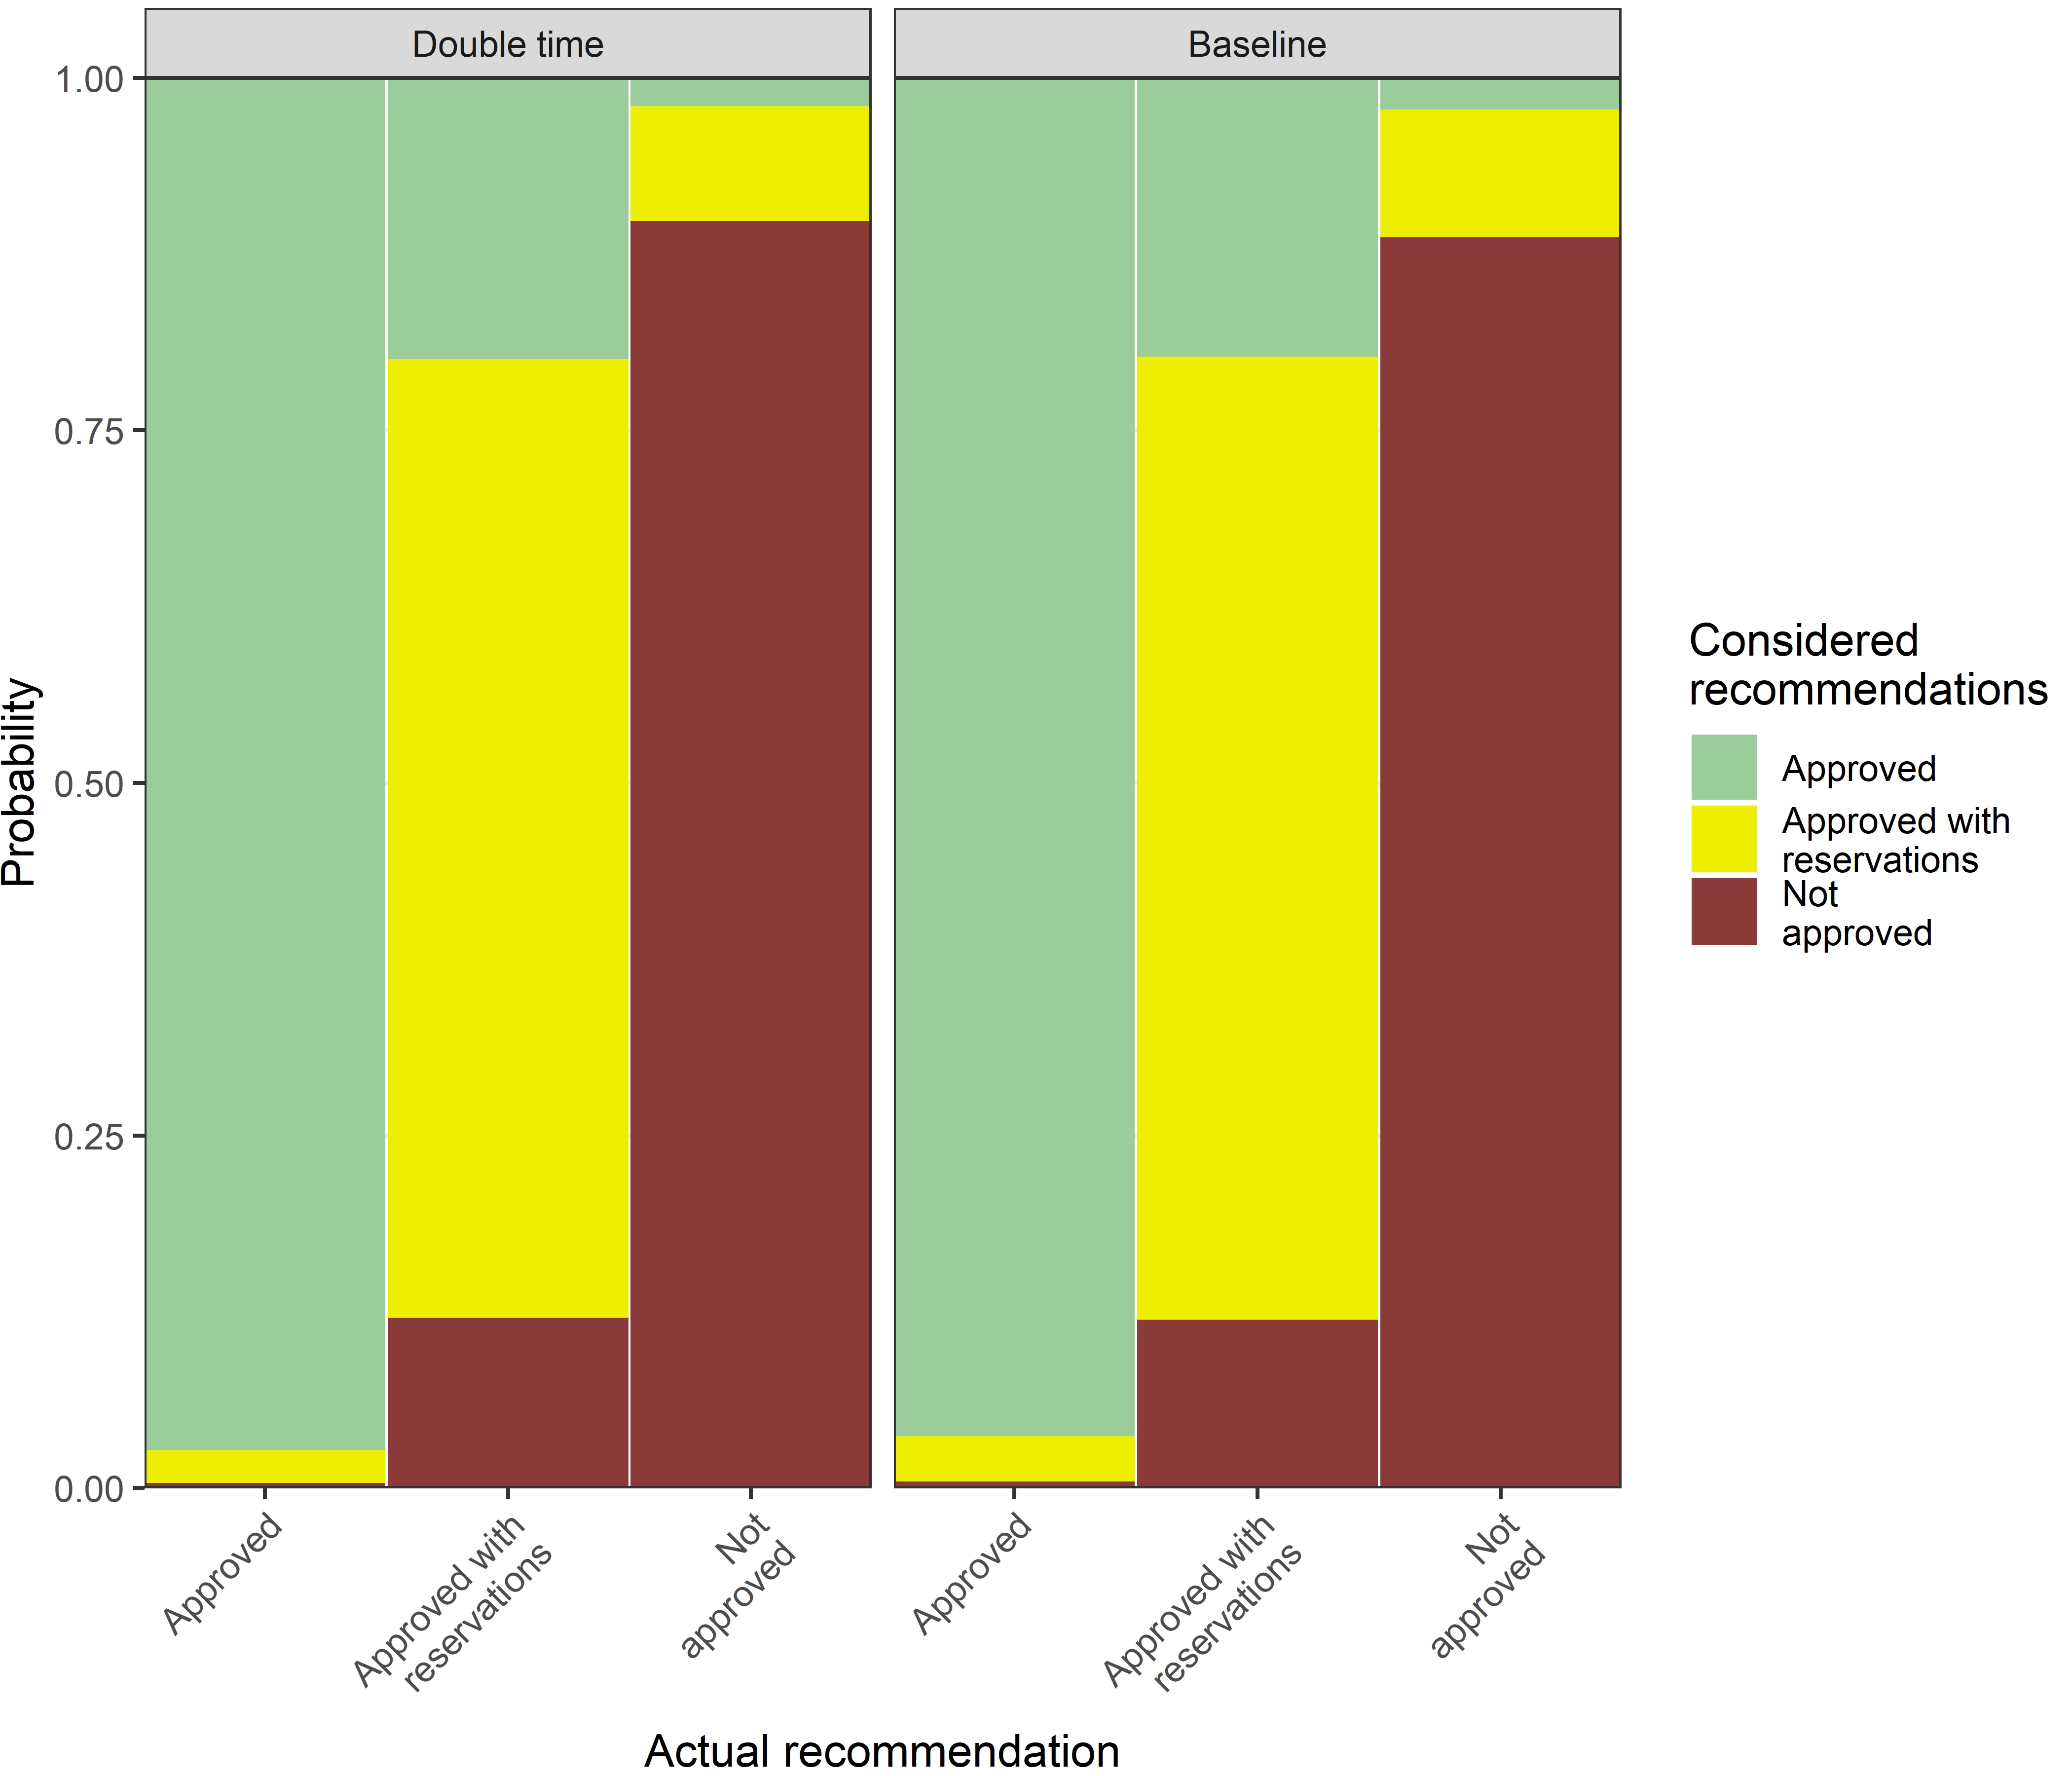 Double time
Baseline
1.00
0.75
0.50
0.25
0.00
Probability
Approved
Approved with
reservations
Not
approved
Approved
Approved with
reservations
Not
approved
Actual recommendation
Considered
recommendations
Approved
Approved with
reservations
Not
approved